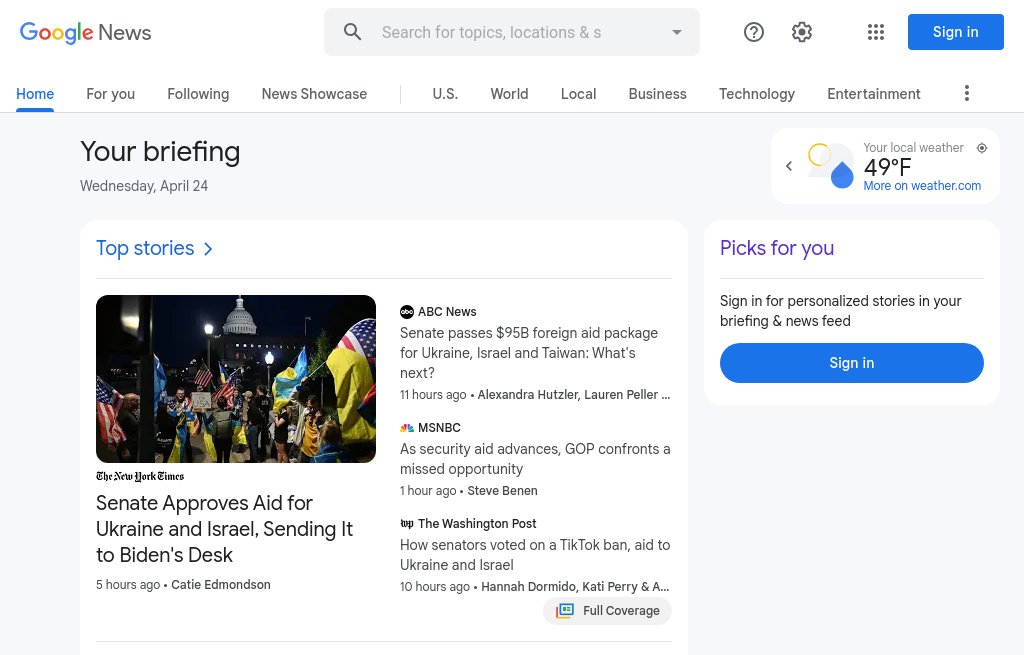 Google News
Search for topics, locations & s
Sign in
Home
For you
Following
News Showcase
U.S.
World
Local
Business
Technology
Entertainment
Your briefing
Wednesday, April 24
Your local weather
49°F
More on weather.com
Top stories
The New York Times
Senate Approves Aid for
Ukraine and Israel, Sending It
to Biden's Desk
5 hours ago • Catie Edmondson
abc ABC News
Senate passes $95B foreign aid package
for Ukraine, Israel and Taiwan: What's
next?
11 hours ago • Alexandra Hutzler, Lauren Peller ...
MSNBC
As security aid advances, GOP confronts a
missed opportunity
1 hour ago • Steve Benen
wp The Washington Post
How senators voted on a TikTok ban, aid to
Ukraine and Israel
10 hours ago • Hannah Dormido, Kati Perry & A...
Full Coverage
Picks for you
Sign in for personalized stories in your
briefing & news feed
Sign in